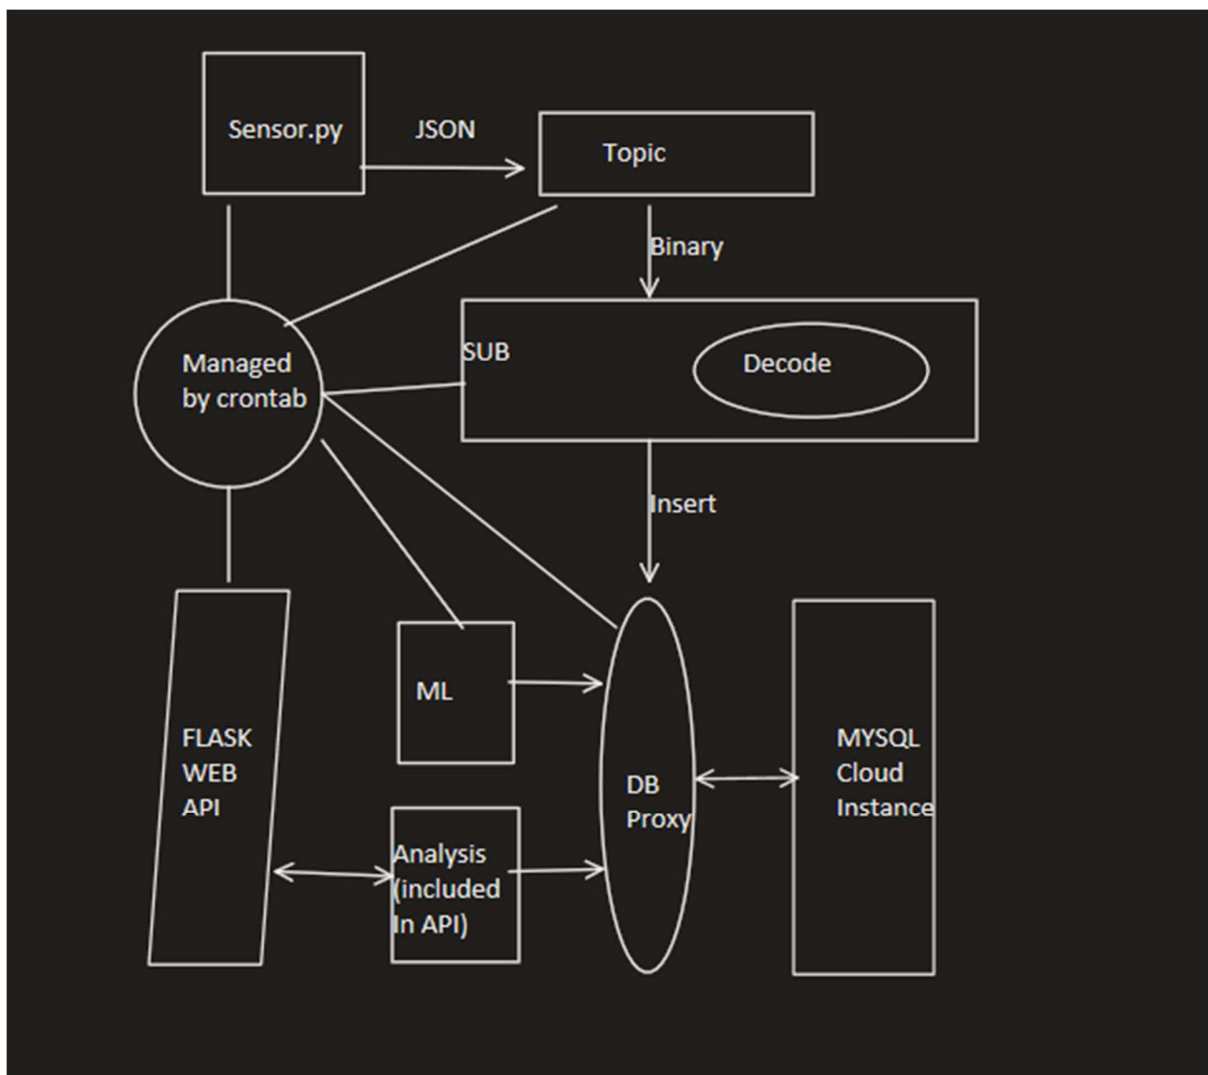 Sensor.py
JSON
Topic
Binary
Managed
by crontab
SUB
Decode
Insert
FLASK
WEB
API
ML
Analysis
(included
In API)
DB
Proxy
MYSQL
Cloud
Instance